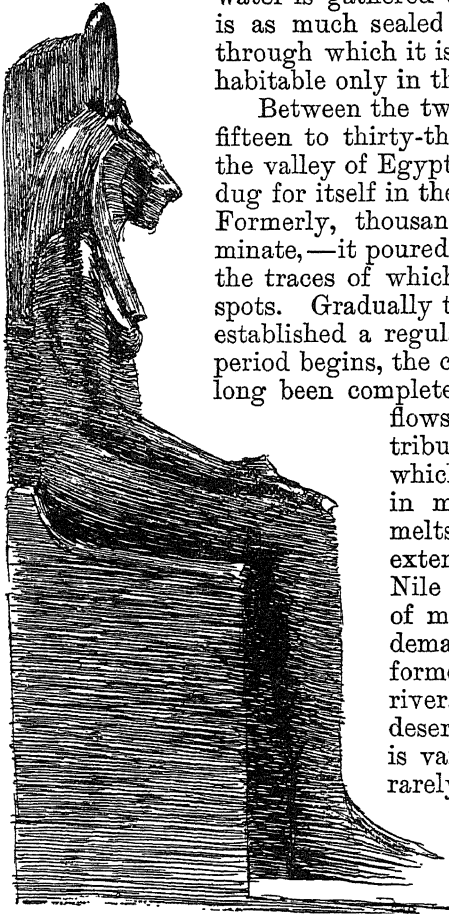 water is gathered
is as much sealed
through which it is
habitable only in th
Between the tw
fifteen to thirty-th
the valley of Egypt
dug for itself in the
Formerly, thousan
minate,—it poured
the traces of which
spots. Gradually t
established a regul
period begins, the c
long been complete
flows
tribu
which
in m
melts
exter
Nile
of m
dema
forme
river
deser
is va
rarely